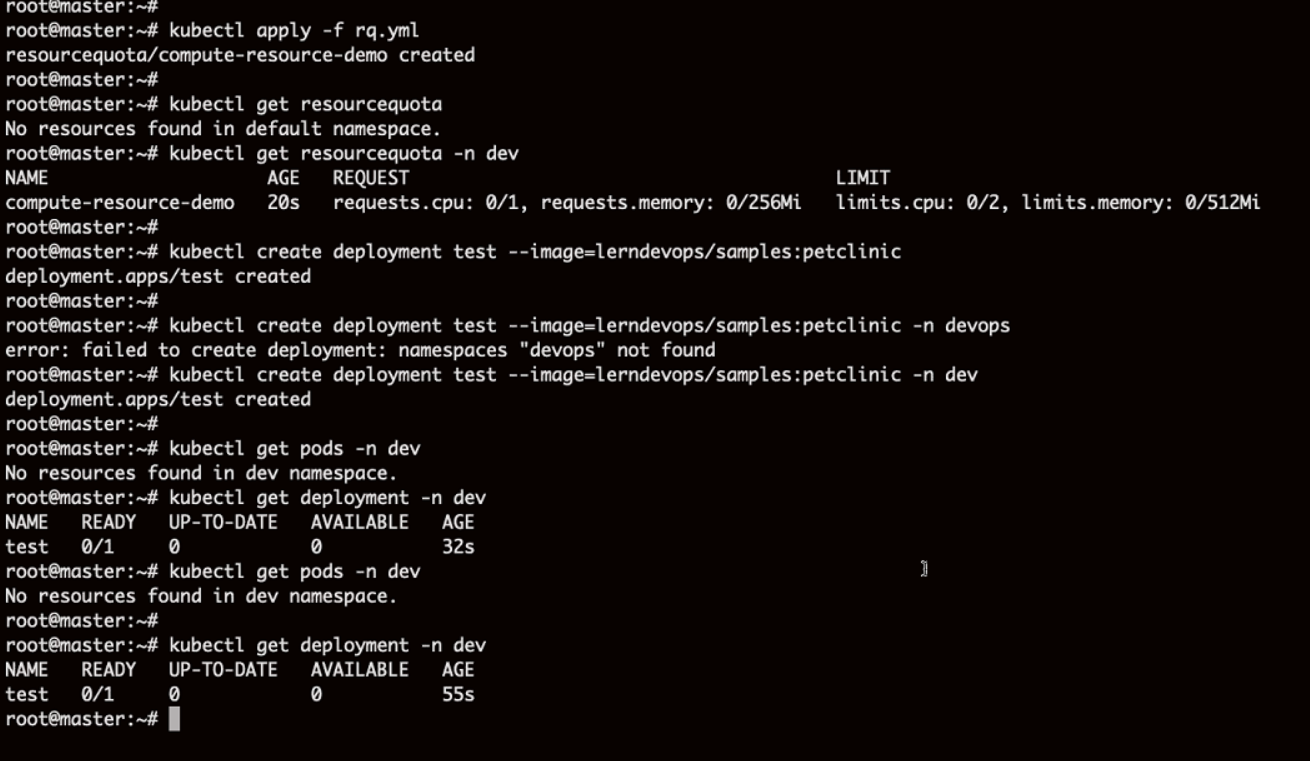 root@master:~#
root@master:~# kubectl apply -f rq.yml
resourcequota/compute-resource-demo created
root@master:~#
root@master:~# kubectl get resourcequota
No resources found in default namespace.
root@master:~# kubectl get resourcequota -n dev
NAME AGE REQUEST LIMIT
compute-resource-demo 20s requests.cpu: 0/1, requests.memory: 0/256Mi limits.cpu: 0/2, limits.memory: 0/512Mi
root@master:~#
root@master:~# kubectl create deployment test --image=lerndevops/samples:petclinic
deployment.apps/test created
root@master:~#
root@master:~# kubectl create deployment test --image=lerndevops/samples:petclinic -n devops
error: failed to create deployment: namespaces "devops" not found
root@master:~# kubectl create deployment test --image=lerndevops/samples:petclinic -n dev
deployment.apps/test created
root@master:~#
root@master:~# kubectl get pods -n dev
No resources found in dev namespace.
root@master:~# kubectl get deployment -n dev
NAME READY UP-TO-DATE AVAILABLE AGE
test 0/1 0 0 32s
root@master:~# kubectl get pods -n dev
No resources found in dev namespace.
root@master:~#
root@master:~# kubectl get deployment -n dev
NAME READY UP-TO-DATE AVAILABLE AGE
test 0/1 0 0 55s
root@master:~#